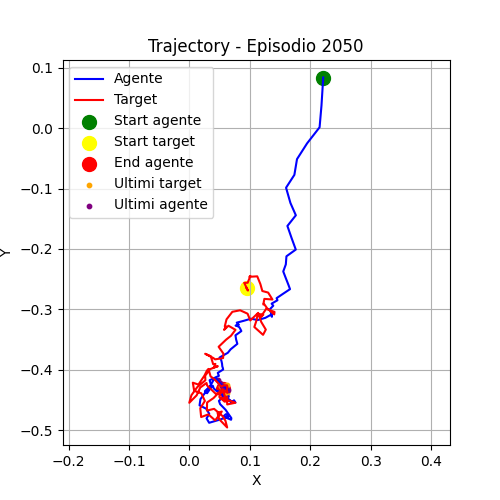 Trajectory - Episodio 2050
Agente
Target
Start agente
Start target
End agente
Ultimi target
Ultimi agente
0.1
0.0
-0.1
−0.2
−0.3
−0.4
−0.5
Y
−0.2
−0.1
0.0
0.1
0.2
0.3
0.4
X